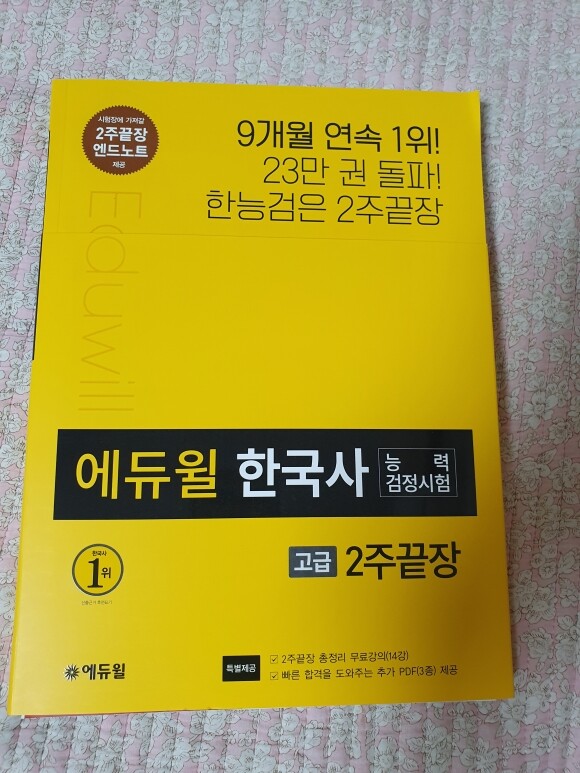 시험장에 가져갈
2주끝장
엔드노트
제공
9개월 연속 1위!
23만 권 돌파!
한능검은 2주끝장
Eduwill
에듀윌 한국사 능력
검정시험
고급 2주끝장
한국사
1위
에듀윌
특별제공
2주끝장 총정리 무료강의(14강)
빠른 합격을 도와주는 추가 PDF(3종) 제공